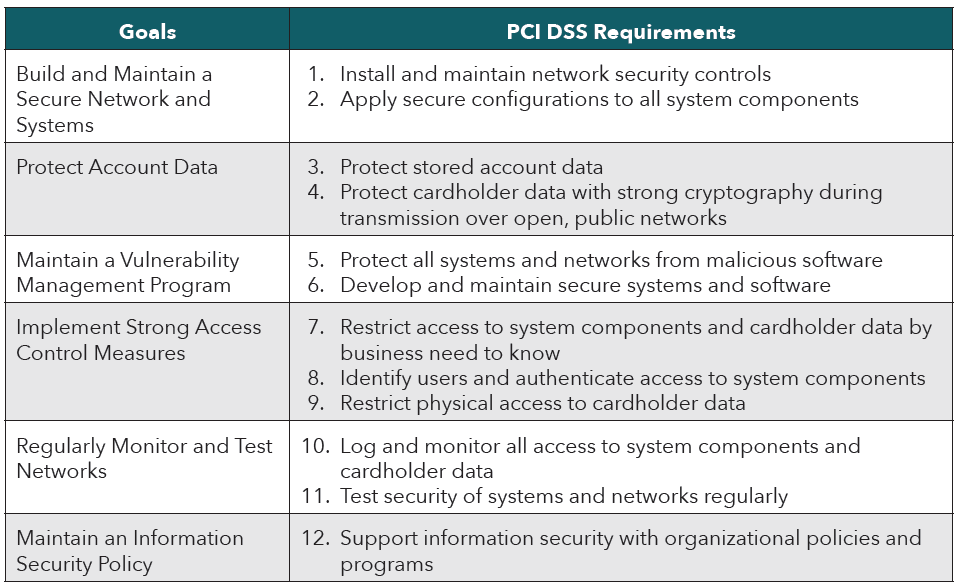 Goals
PCI DSS Requirements
Build and Maintain a
Secure Network and
Systems
1. Install and maintain network security controls
2. Apply secure configurations to all system components
Protect Account Data
3. Protect stored account data
4. Protect cardholder data with strong cryptography during
transmission over open, public networks
Maintain a Vulnerability
Management Program
5. Protect all systems and networks from malicious software
6. Develop and maintain secure systems and software
Implement Strong Access
Control Measures
7. Restrict access to system components and cardholder data by
business need to know
8. Identify users and authenticate access to system components
9. Restrict physical access to cardholder data
Regularly Monitor and Test
Networks
10. Log and monitor all access to system components and
cardholder data
11. Test security of systems and networks regularly
Maintain an Information
Security Policy
12. Support information security with organizational policies and
programs